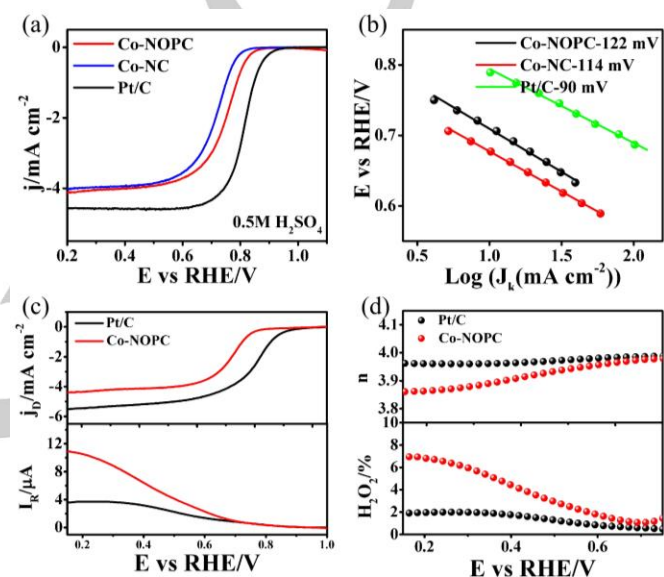 (a)
Co-NOPC
Co-NC
Pt/C
0.5M H₂SO₄
j/mA cm⁻²
0
-2
-4
0.2 0.4 0.6 0.8 1.0
E vs RHE/V
(b)
Co-NOPC-122 mV
Co-NC-114 mV
Pt/C-90 mV
E vs RHE/V
0.8
0.7
0.6
0.5 1.0 1.5 2.0
Log (Jₖ(mA cm⁻²))
(c)
Pt/C
Co-NOPC
j_D/mA cm⁻²
0
-2
-4
-6
I_R/μA
12
8
4
0
0.2 0.4 0.6 0.8 1.0
E vs RHE/V
(d)
Pt/C
Co-NOPC
n
4.1
4.0
3.9
3.8
H₂O₂/%
10
8
6
4
2
0
0.2 0.4 0.6
E vs RHE/V